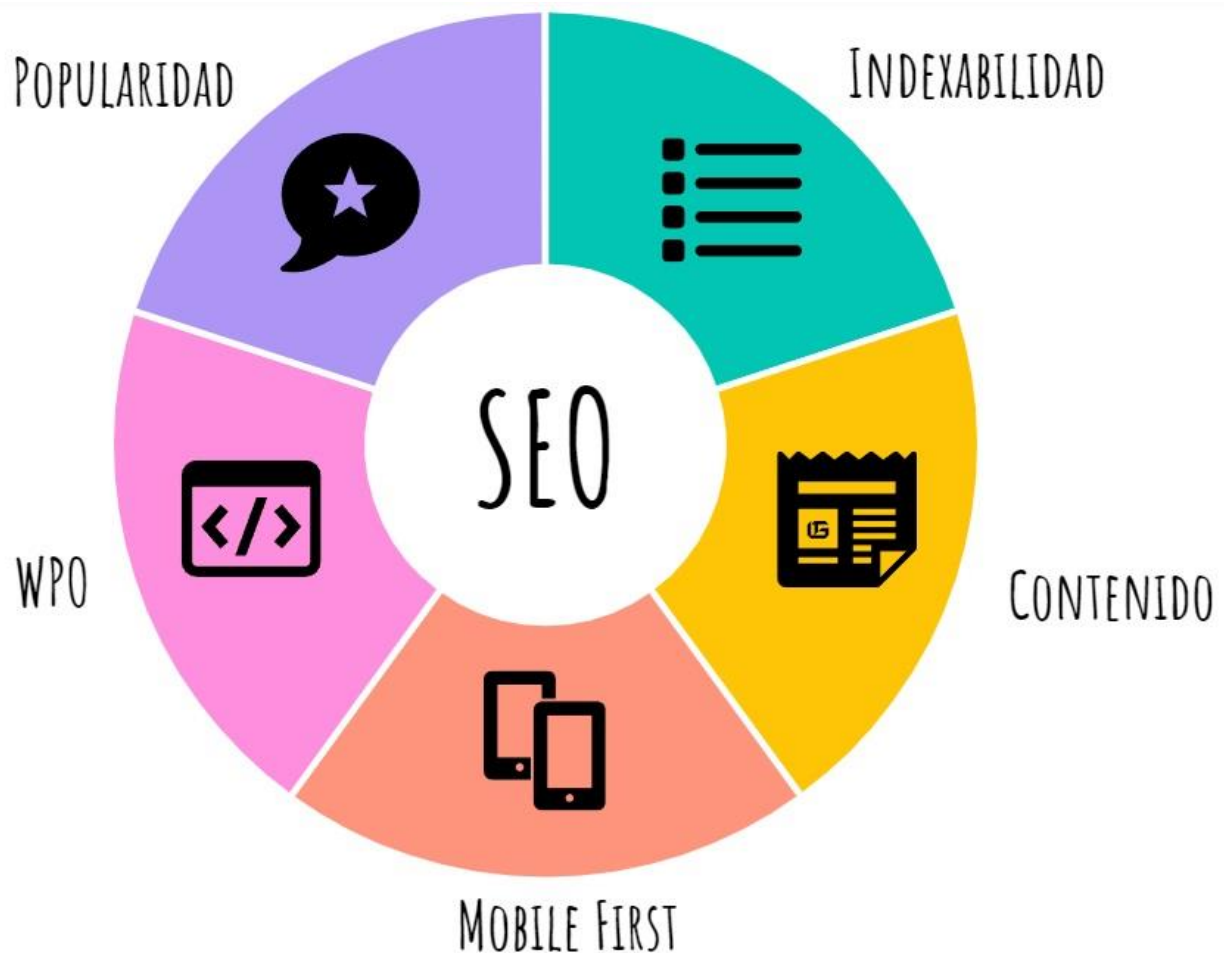 POPULARIDAD
INDEXABILIDAD
SEO
WPO
CONTENIDO
MOBILE FIRST